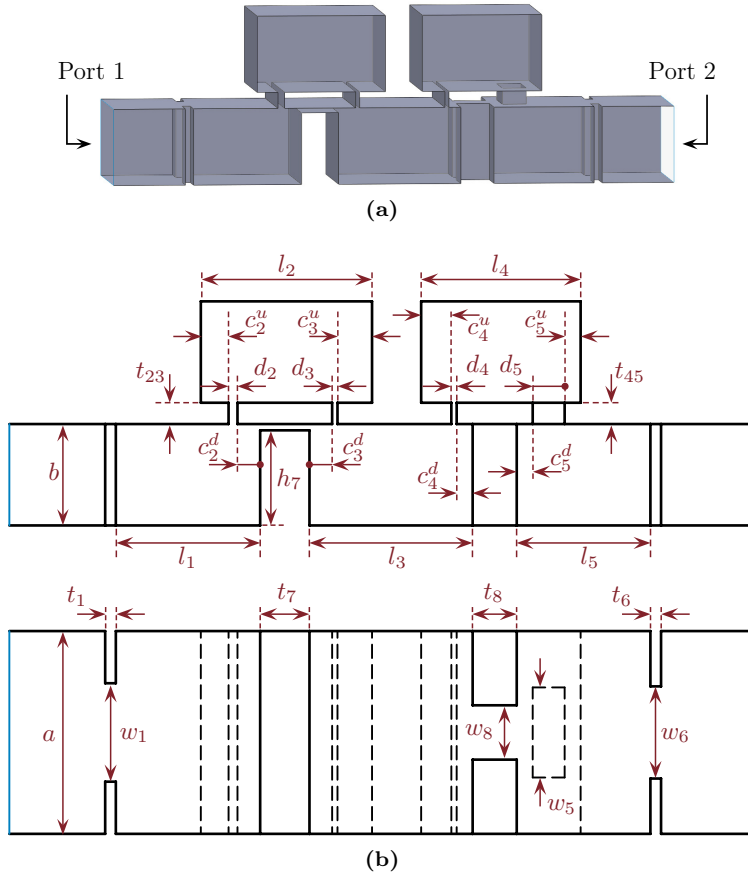 Port 1
Port 2
(a)
l₂
l₄
c₂ᵘ
c₃ᵘ
c₄ᵘ
c₅ᵘ
t₂₃
d₂
d₃
d₄
d₅
t₄₅
b
c₂ᵈ
h₇
c₃ᵈ
c₄ᵈ
c₅ᵈ
l₁
l₃
l₅
t₁
t₇
t₈
t₆
a
w₁
w₈
w₆
w₅
(b)